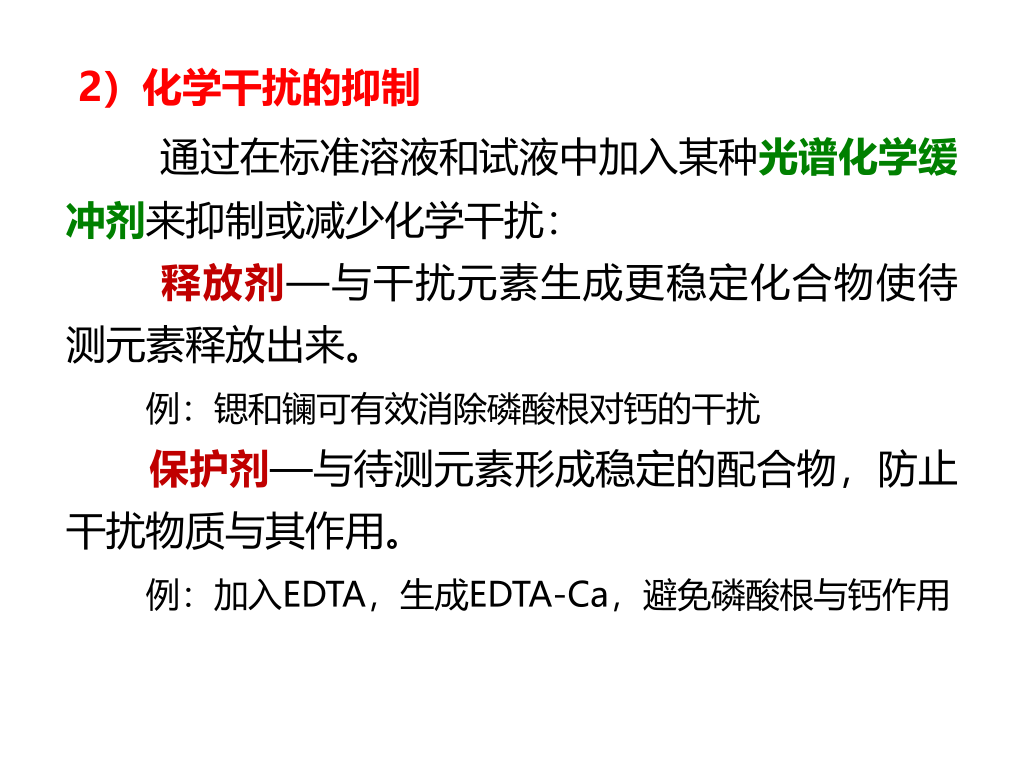 2）化学干扰的抑制
通过在标准溶液和试液中加入某种光谱化学缓
冲剂来抑制或减少化学干扰：
释放剂—与干扰元素生成更稳定化合物使待
测元素释放出来。
例：锶和镧可有效消除磷酸根对钙的干扰
保护剂—与待测元素形成稳定的配合物，防止
干扰物质与其作用。
例：加入EDTA，生成EDTA-Ca，避免磷酸根与钙作用